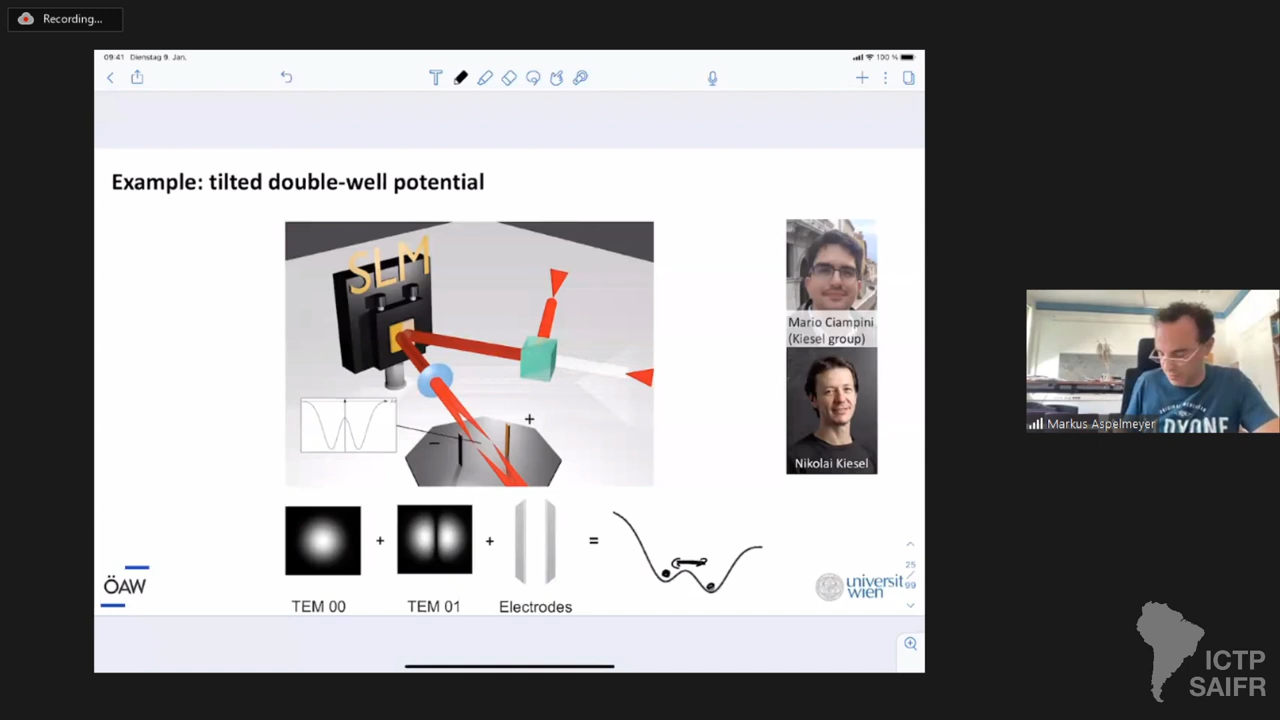 Recording...
09:41 Dienstag 9. Jan.
100 %
Example: tilted double-well potential
SLM
+
−
Mario Ciampini
(Kiesel group)
Nikolai Kiesel
Markus Aspelmeyer
+ + =
TEM 00 TEM 01 Electrodes
ÖAW
universität
wien
25
/
99
ICTP
SAIFR